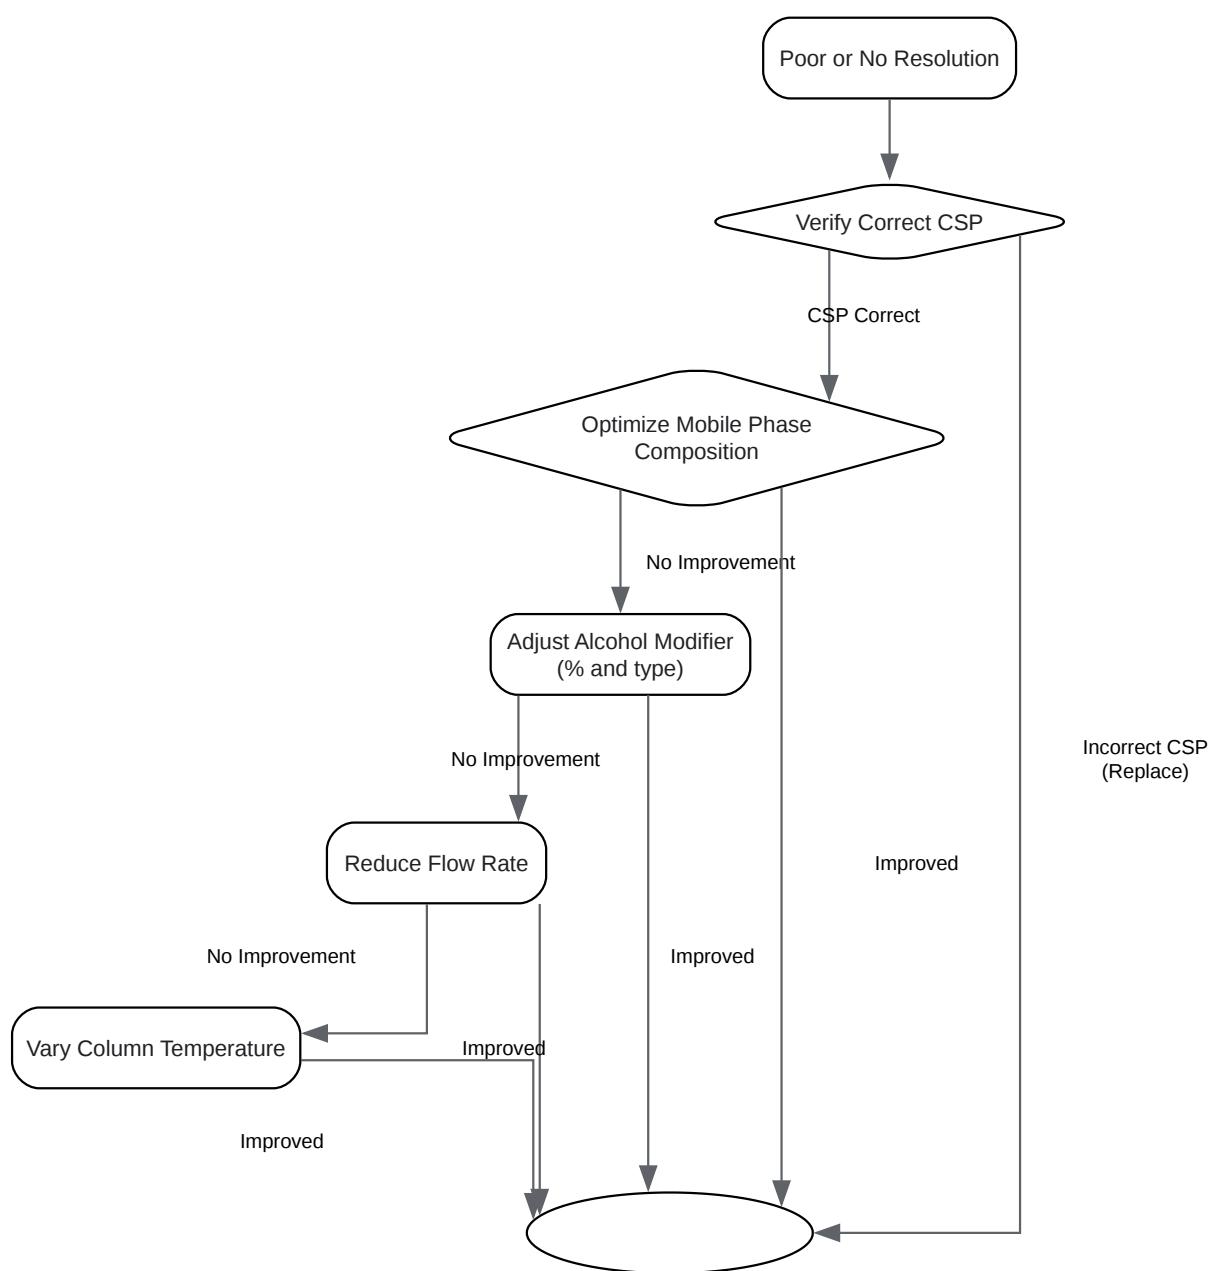 Poor or No Resolution
Verify Correct CSP
CSP Correct
Optimize Mobile Phase
Composition
No Improvement
Adjust Alcohol Modifier
(% and type)
No Improvement
Incorrect CSP
(Replace)
Reduce Flow Rate
Improved
No Improvement
Improved
Vary Column Temperature
Improved
Improved